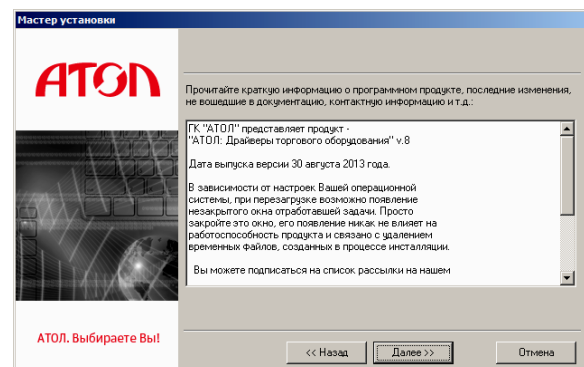 Мастер установки
АТОЛ
Прочитайте краткую информацию о программном продукте, последние изменения,
не вошедшие в документацию, контактную информацию и т.д.:
ГК "АТОЛ" представляет продукт -
"АТОЛ: Драйверы торгового оборудования" v.8
Дата выпуска версии 30 августа 2013 года.
В зависимости от настроек Вашей операционной
системы, при перезагрузке возможно появление
незакрытого окна отработавшей задачи. Просто
закройте это окно, его появление никак не влияет на
работоспособность продукта и связано с удалением
временных файлов, созданных в процессе инсталляции.
Вы можете подписаться на список рассылки на нашем
АТОЛ. Выбираете Вы!
<< Назад
Далее >>
Отмена